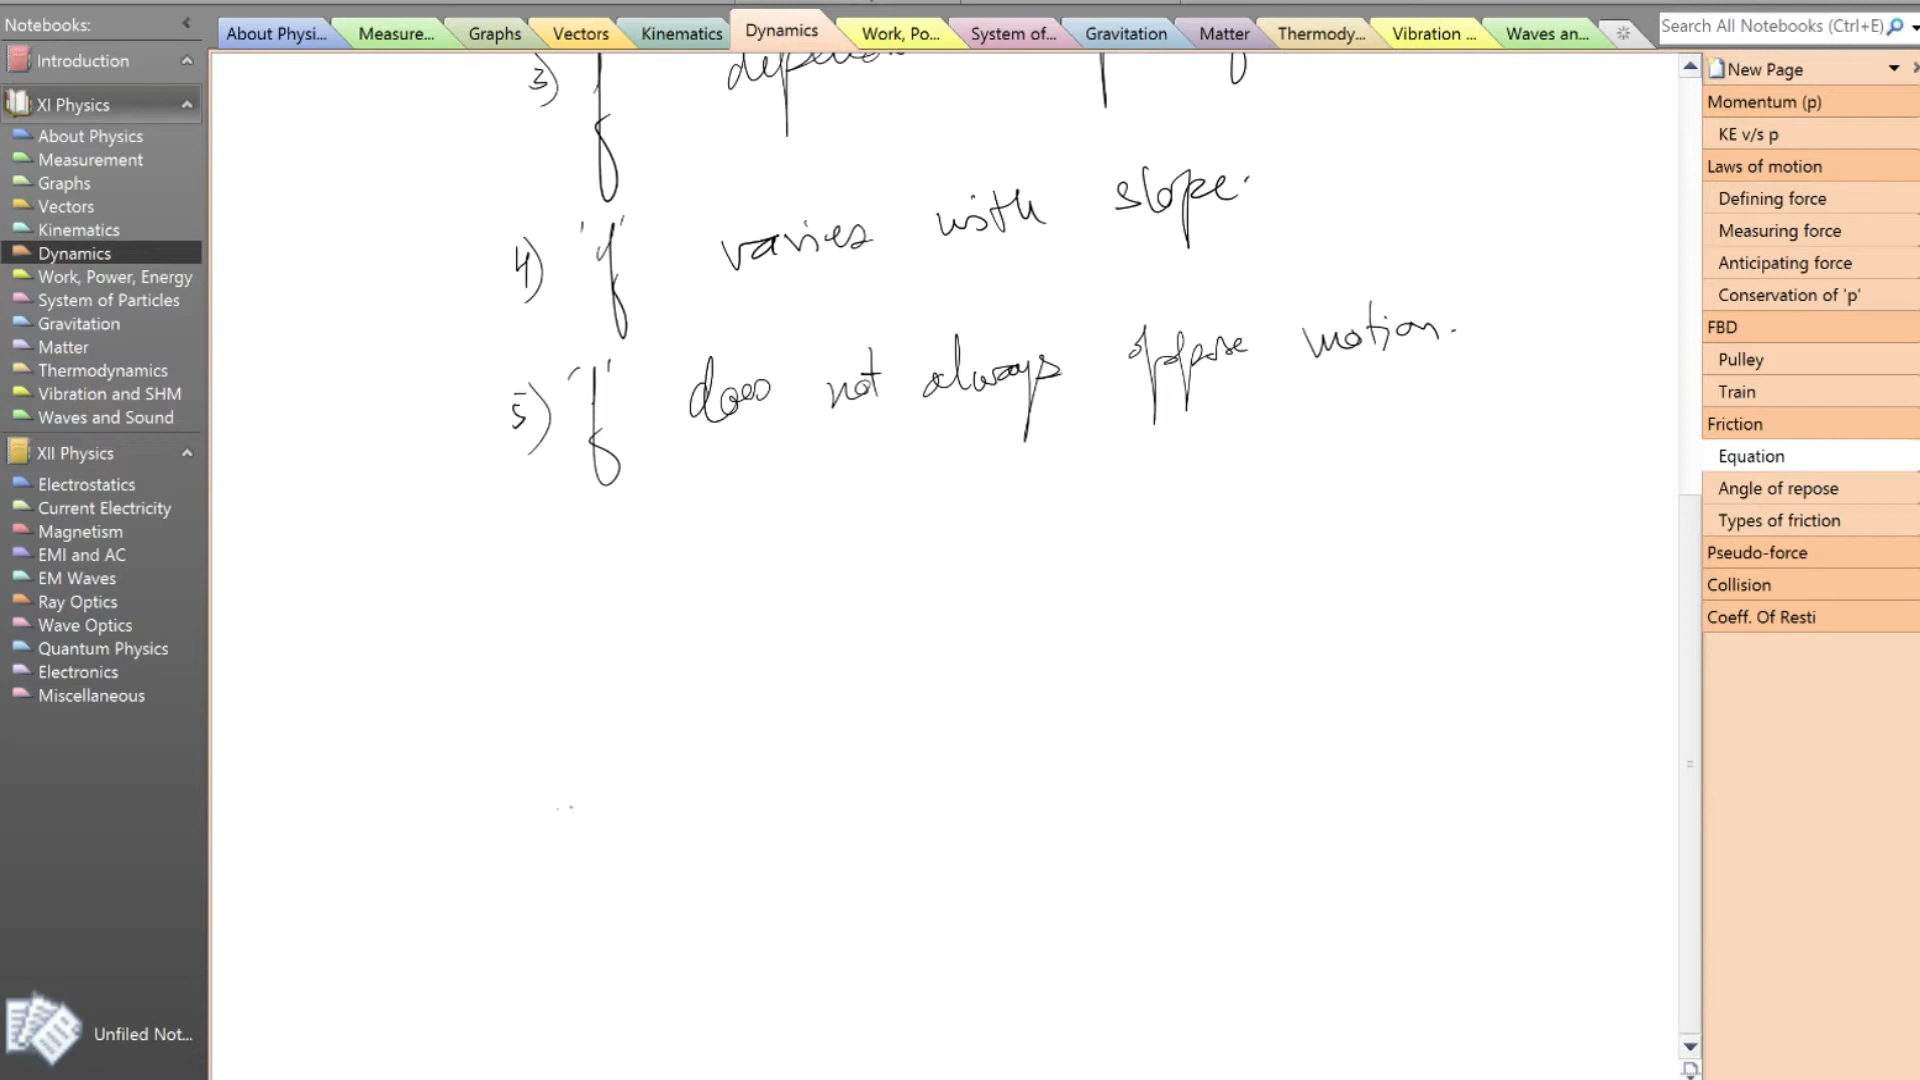 Notebooks:
Introduction
XI Physics
About Physics
Measurement
Graphs
Vectors
Kinematics
Dynamics
Work, Power, Energy
System of Particles
Gravitation
Matter
Thermodynamics
Vibration and SHM
Waves and Sound
XII Physics
Electrostatics
Current Electricity
Magnetism
EMI and AC
EM Waves
Ray Optics
Wave Optics
Quantum Physics
Electronics
Miscellaneous
Unfiled Not...
About Physi... Measure... Graphs Vectors Kinematics Dynamics Work, Po... System of... Gravitation Matter Thermody... Vibration ... Waves an...
Search All Notebooks (Ctrl+E)
3) f
4) 'f' varies with slope.
5) 'f' does not always oppose motion.
New Page
Momentum (p)
KE v/s p
Laws of motion
Defining force
Measuring force
Anticipating force
Conservation of 'p'
FBD
Pulley
Train
Friction
Equation
Angle of repose
Types of friction
Pseudo-force
Collision
Coeff. Of Resti